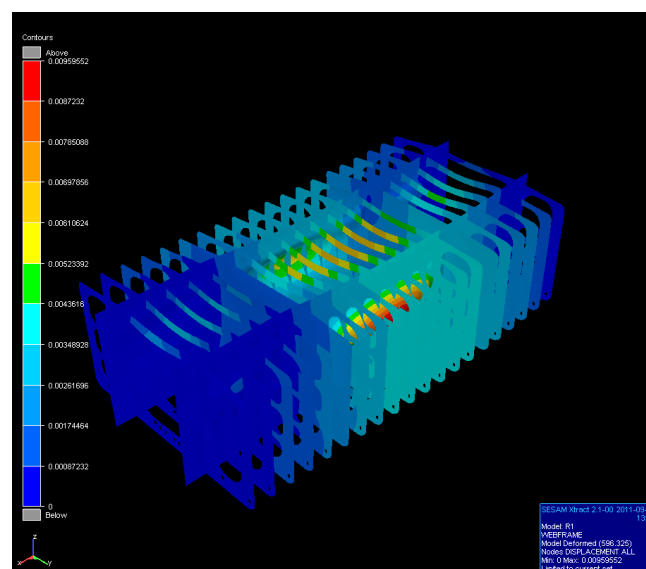 Contours
Above
0.00959552
0.0087232
0.00785088
0.00697856
0.00610624
0.00523392
0.0043616
0.00348928
0.00261696
0.00174464
0.00087232
0
Below
z
x y
SESAM Xtract 2.1-00 2011-09-
13:
Model: R1
WEBFRAME
Model Deformed (596.325)
Nodes DISPLACEMENT ALL
Min: 0 Max: 0.00959552
Limited to current set